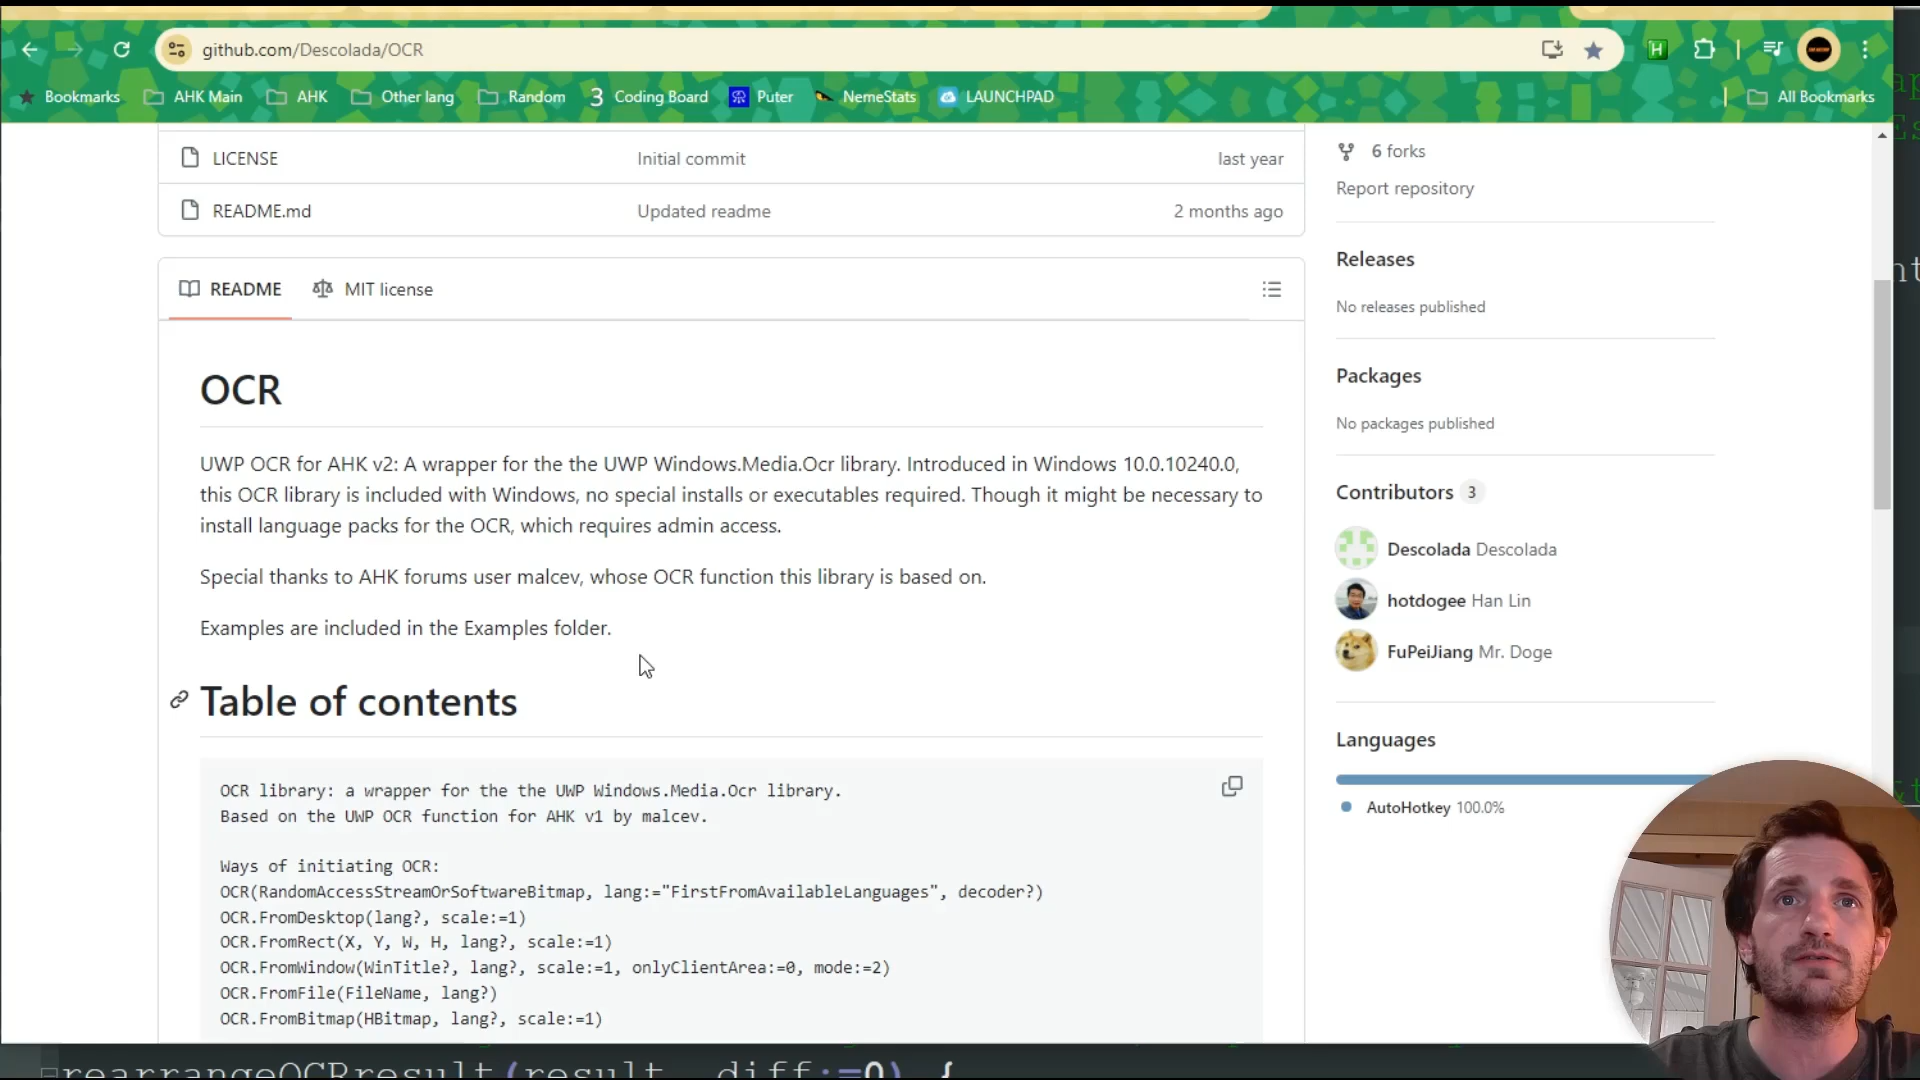 github.com/Descolada/OCR
Bookmarks AHK Main AHK Other lang Random 3 Coding Board Puter NemeStats LAUNCHPAD All Bookmarks
LICENSE Initial commit last year
README.md Updated readme 2 months ago
README MIT license
OCR
UWP OCR for AHK v2: A wrapper for the the UWP Windows.Media.Ocr library. Introduced in Windows 10.0.10240.0,
this OCR library is included with Windows, no special installs or executables required. Though it might be necessary to
install language packs for the OCR, which requires admin access.
Special thanks to AHK forums user malcev, whose OCR function this library is based on.
Examples are included in the Examples folder.
Table of contents
OCR library: a wrapper for the the UWP Windows.Media.Ocr library.
Based on the UWP OCR function for AHK v1 by malcev.
Ways of initiating OCR:
OCR(RandomAccessStreamOrSoftwareBitmap, lang:="FirstFromAvailableLanguages", decoder?)
OCR.FromDesktop(lang?, scale:=1)
OCR.FromRect(X, Y, W, H, lang?, scale:=1)
OCR.FromWindow(WinTitle?, lang?, scale:=1, onlyClientArea:=0, mode:=2)
OCR.FromFile(FileName, lang?)
OCR.FromBitmap(HBitmap, lang?, scale:=1)
6 forks
Report repository
Releases
No releases published
Packages
No packages published
Contributors 3
Descolada Descolada
hotdogee Han Lin
FuPeiJiang Mr. Doge
Languages
AutoHotkey 100.0%
rearrangeOCRresult(result, diff:=0) {